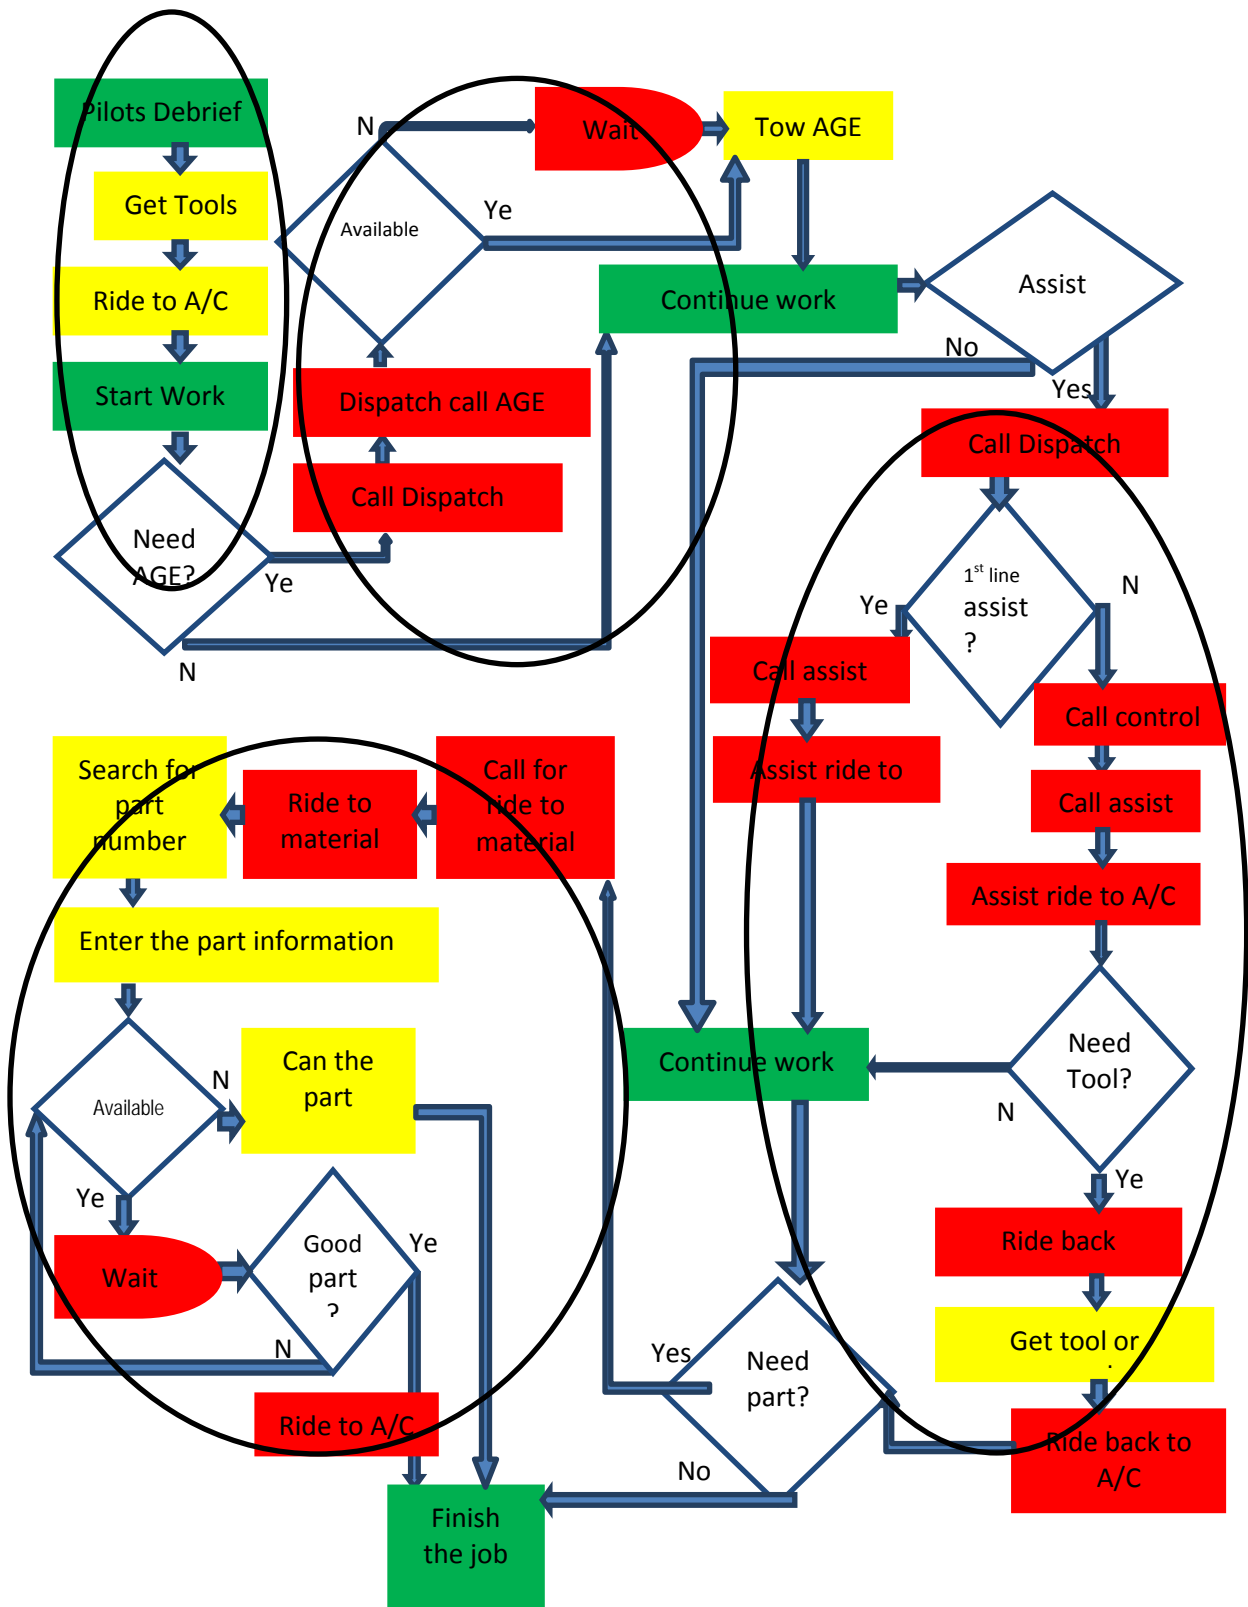 Pilots Debrief
Get Tools
Ride to A/C
Start Work
Need
AGE?
Ye
N
Call Dispatch
Dispatch call AGE
Available
N
Ye
Wait
Tow AGE
Continue work
Assist
No
Yes
Call Dispatch
1st line
assist
?
Ye
N
Call assist
Assist ride to
Call control
Call assist
Assist ride to A/C
Need
Tool?
N
Ye
Ride back
Get tool or
Ride back to
A/C
Continue work
Need
part?
Yes
No
Call for
ride to
material
Ride to
material
Search for
part
number
Enter the part information
Available
N
Ye
Can the
part
Wait
Good
part
?
Ye
N
Ride to A/C
Finish
the job